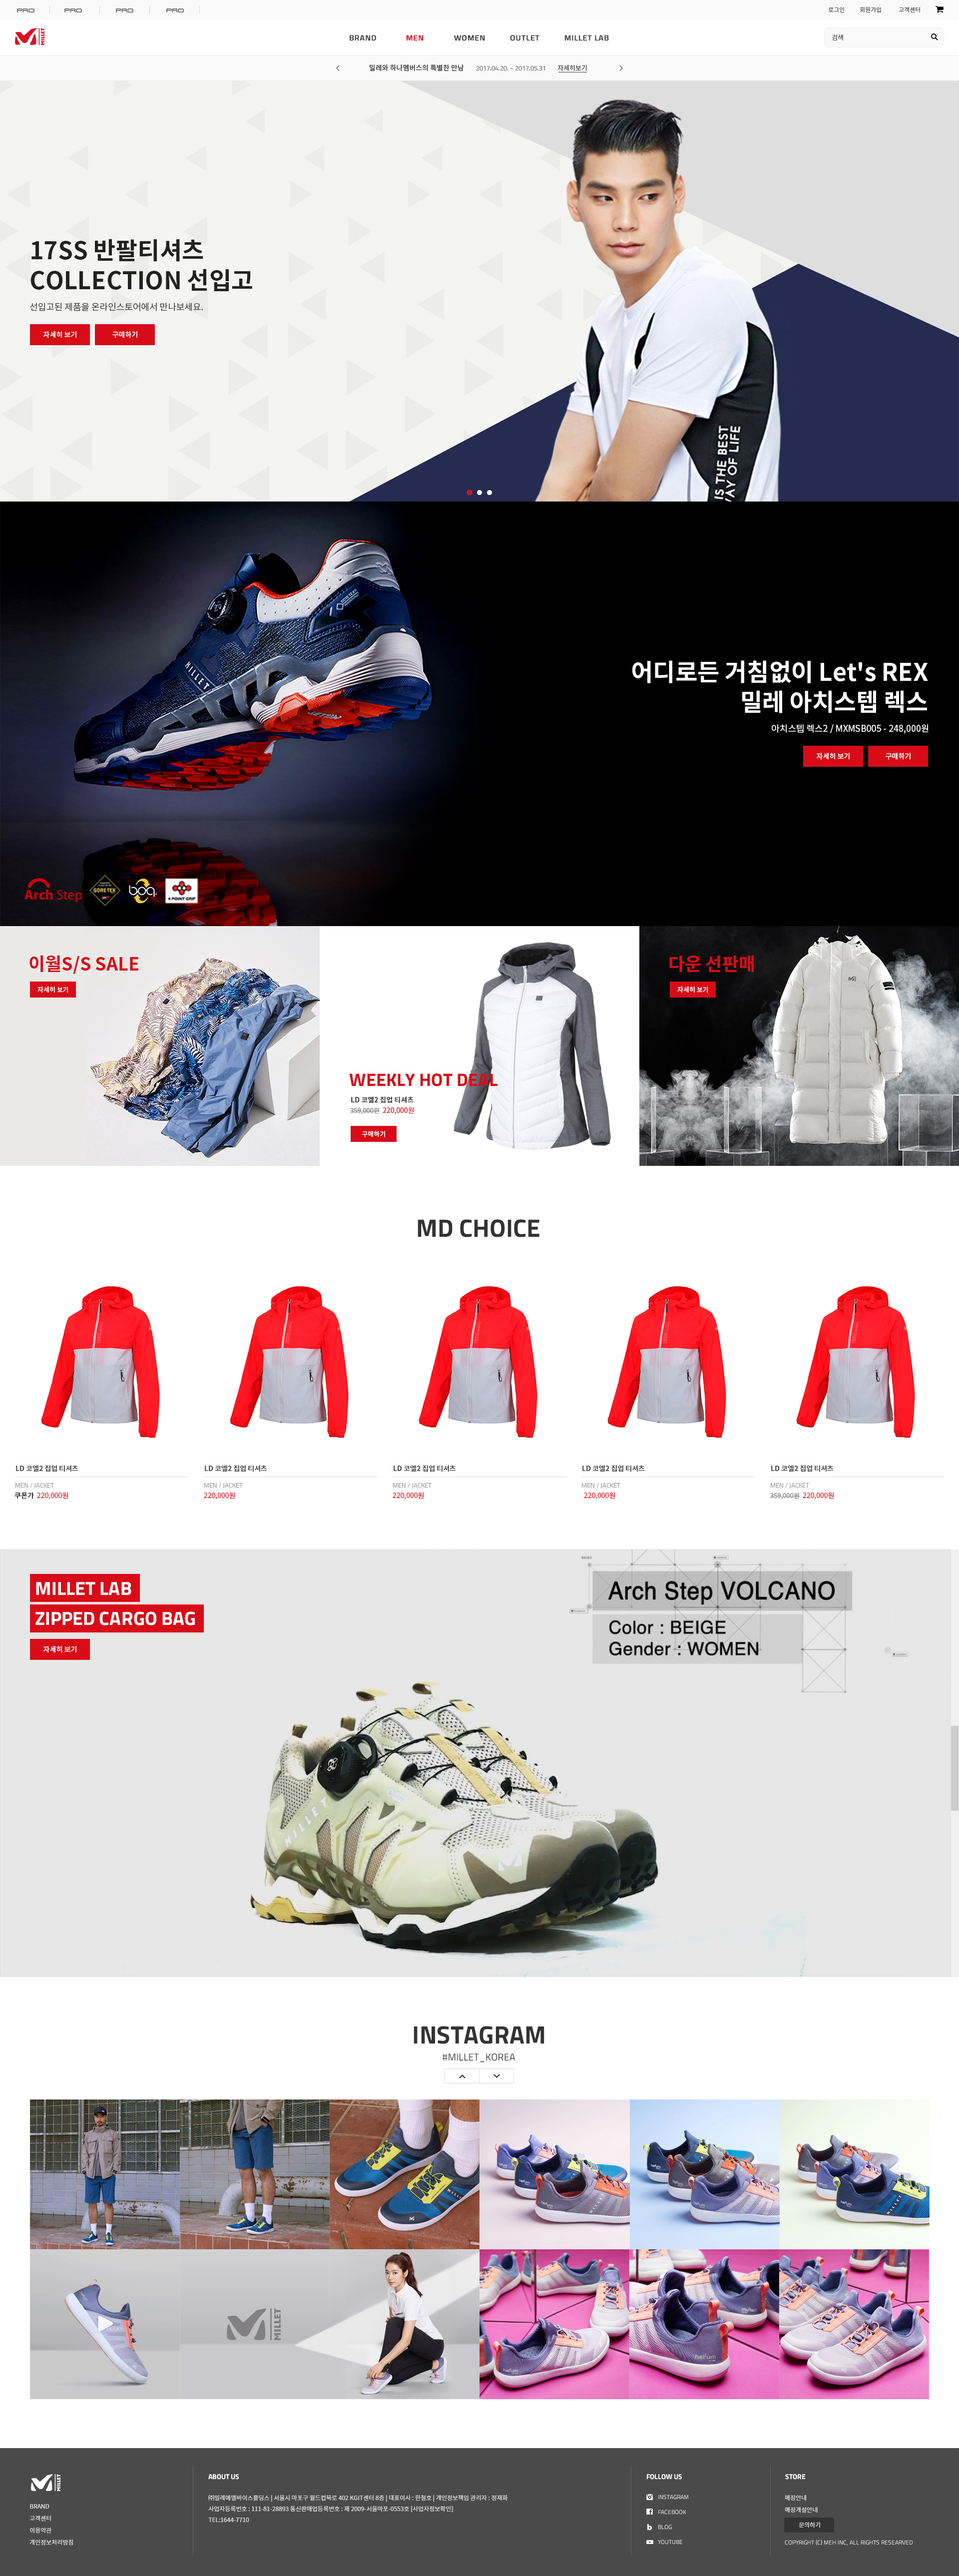 PRO PRO PRO PRO 로그인 회원가입 고객센터
MILLET BRAND MEN WOMEN OUTLET MILLET LAB 검색
밀레와 하나멤버스의 특별한 만남 2017.04.20. ~ 2017.05.31 자세히보기
17SS 반팔티셔츠
COLLECTION 선입고
선입고된 제품을 온라인스토어에서 만나보세요.
자세히 보기 구매하기
IS THE BEST
WAY OF LIFE
MILLET
어디로든 거침없이 Let's REX
밀레 아치스텝 렉스
아치스텝 렉스2 / MXMSB005 - 248,000원
자세히 보기 구매하기
Arch Step GORE-TEX boa 4 POINT GRIP
이월S/S SALE
자세히 보기
WEEKLY HOT DEAL
LD 코엘2 집업 티셔츠
359,000원 220,000원
구매하기
다운 선판매
자세히 보기
MD CHOICE
LD 코엘2 집업 티셔츠
MEN / JACKET
쿠폰가 220,000원
LD 코엘2 집업 티셔츠
MEN / JACKET
220,000원
LD 코엘2 집업 티셔츠
MEN / JACKET
220,000원
LD 코엘2 집업 티셔츠
MEN / JACKET
220,000원
LD 코엘2 집업 티셔츠
MEN / JACKET
359,000원 220,000원
MILLET LAB
ZIPPED CARGO BAG
자세히 보기
Arch Step VOLCANO
Color : BEIGE
Gender : WOMEN
MILLET
INSTAGRAM
#MILLET_KOREA
MILLET
MILLET
BRAND
고객센터
이용약관
개인정보처리방침
ABOUT US
㈜밀레에델바이스홀딩스 | 서울시 마포구 월드컵북로 402 KGIT센터 8층 | 대표이사 : 한철호 | 개인정보책임 관리자 : 정재화
사업자등록번호 : 111-81-28893 통신판매업등록번호 : 제 2009-서울마포-0553호 [사업자정보확인]
TEL:1644-7710
FOLLOW US
INSTAGRAM
FACEBOOK
BLOG
YOUTUBE
STORE
매장안내
매장개설안내
문의하기
COPYRIGHT (C) MEH INC, ALL RIGHTS RESEARVED